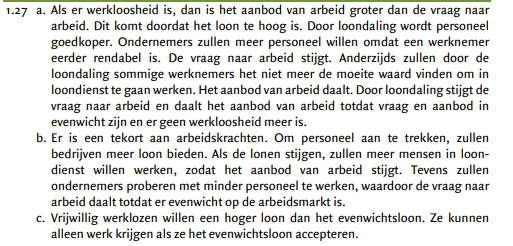 1.27 a. Als er werkloosheid is, dan is het aanbod van arbeid groter dan de vraag naar
arbeid. Dit komt doordat het loon te hoog is. Door loondaling wordt personeel
goedkoper. Ondernemers zullen meer personeel willen omdat een werknemer
eerder rendabel is. De vraag naar arbeid stijgt. Anderzijds zullen door de
loondaling sommige werknemers het niet meer de moeite waard vinden om in
loondienst te gaan werken. Het aanbod van arbeid daalt. Door loondaling stijgt de
vraag naar arbeid en daalt het aanbod van arbeid totdat vraag en aanbod in
evenwicht zijn en er geen werkloosheid meer is.
b. Er is een tekort aan arbeidskrachten. Om personeel aan te trekken, zullen
bedrijven meer loon bieden. Als de lonen stijgen, zullen meer mensen in loon-
dienst willen werken, zodat het aanbod van arbeid stijgt. Tevens zullen
ondernemers proberen met minder personeel te werken, waardoor de vraag naar
arbeid daalt totdat er evenwicht op de arbeidsmarkt is.
c. Vrijwillig werklozen willen een hoger loon dan het evenwichtsloon. Ze kunnen
alleen werk krijgen als ze het evenwichtsloon accepteren.